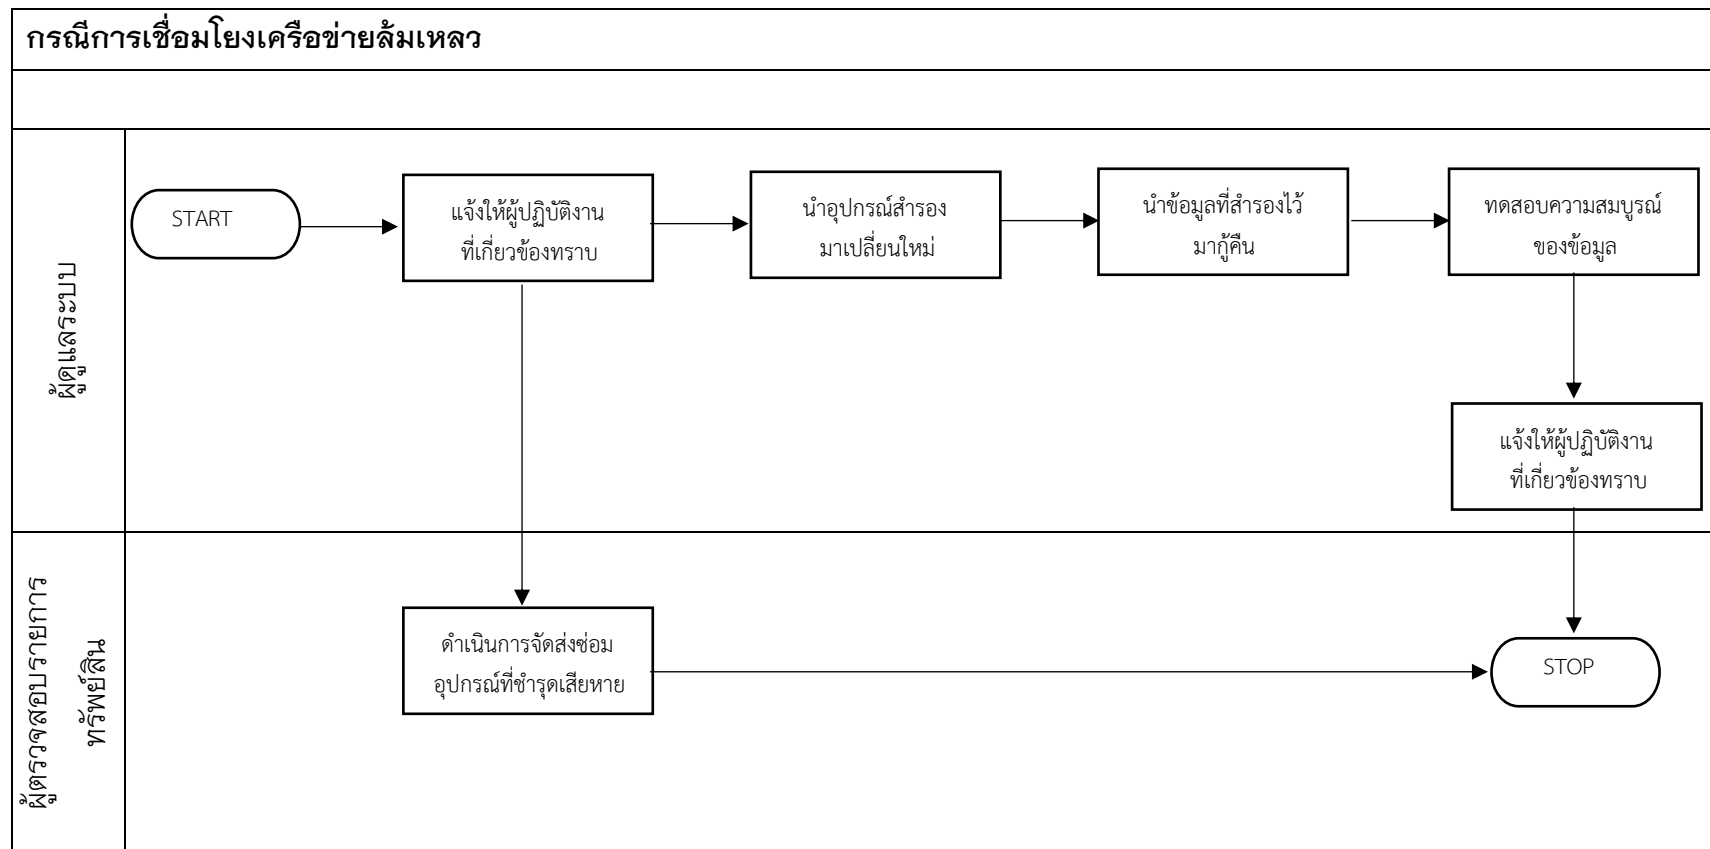 กรณีการเชื่อมโยงเครือข่ายล้มเหลว
ผู้ดูแลระบบ
START
แจ้งให้ผู้ปฏิบัติงาน
ที่เกี่ยวข้องทราบ
นำอุปกรณ์สำรอง
มาเปลี่ยนใหม่
นำข้อมูลที่สำรองไว้
มากู้คืน
ทดสอบความสมบูรณ์
ของข้อมูล
แจ้งให้ผู้ปฏิบัติงาน
ที่เกี่ยวข้องทราบ
ผู้ตรวจสอบรายการ
ทรัพย์สิน
ดำเนินการจัดส่งซ่อม
อุปกรณ์ที่ชำรุดเสียหาย
STOP